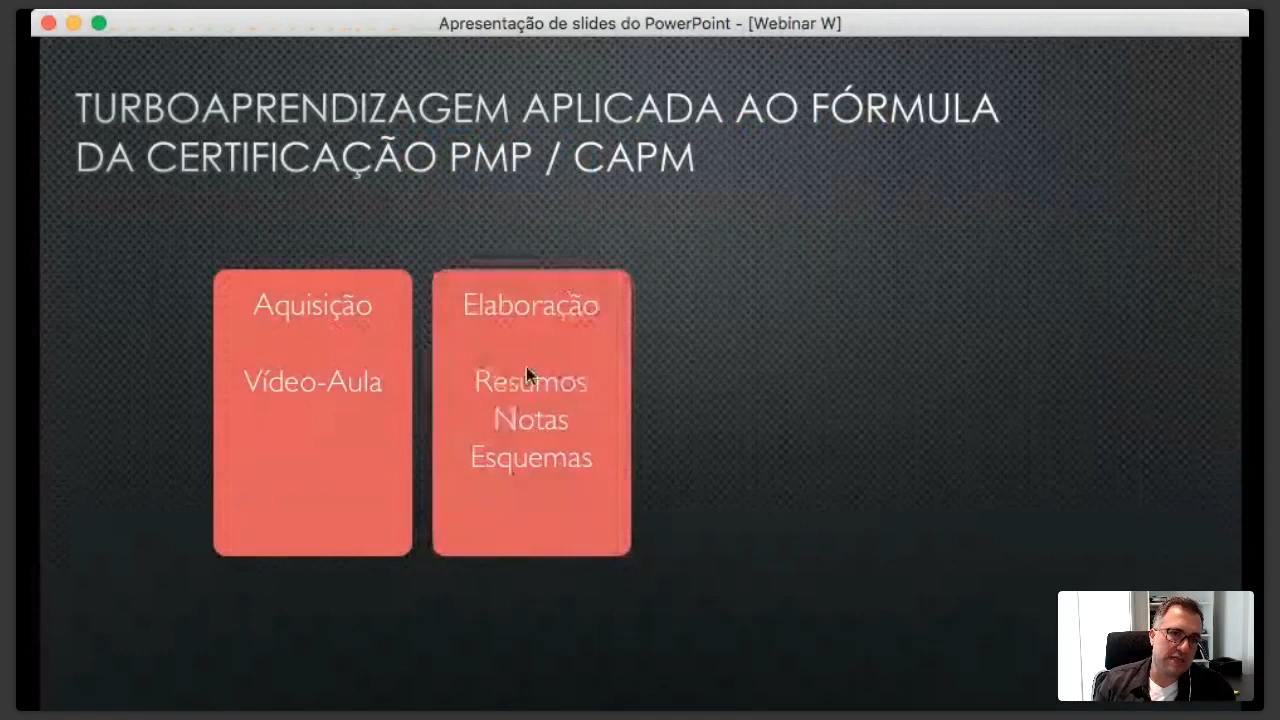 Apresentação de slides do PowerPoint - [Webinar W]
TURBOAPRENDIZAGEM APLICADA AO FÓRMULA
DA CERTIFICAÇÃO PMP / CAPM
Aquisição
Vídeo-Aula
Elaboração
Resumos
Notas
Esquemas